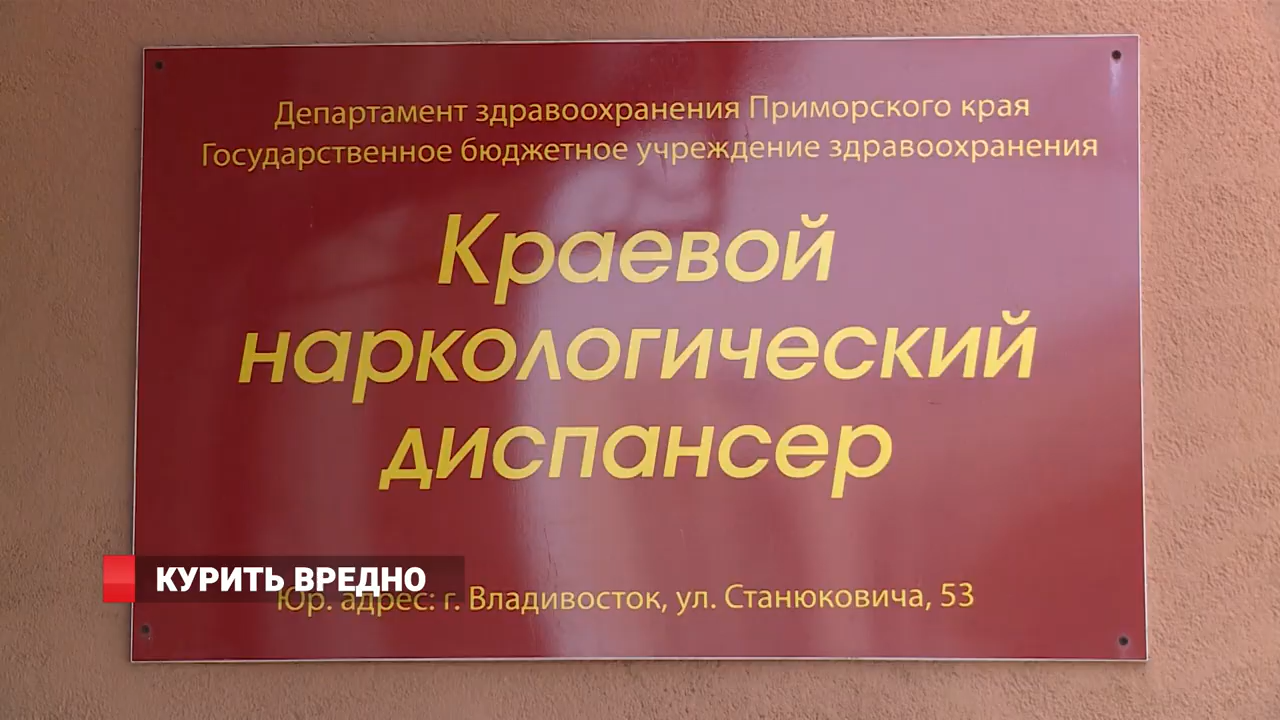 Департамент здравоохранения Приморского края
Государственное бюджетное учреждение здравоохранения
Краевой
наркологический
диспансер
КУРИТЬ ВРЕДНО
Юр. адрес: г. Владивосток, ул. Станюковича, 53